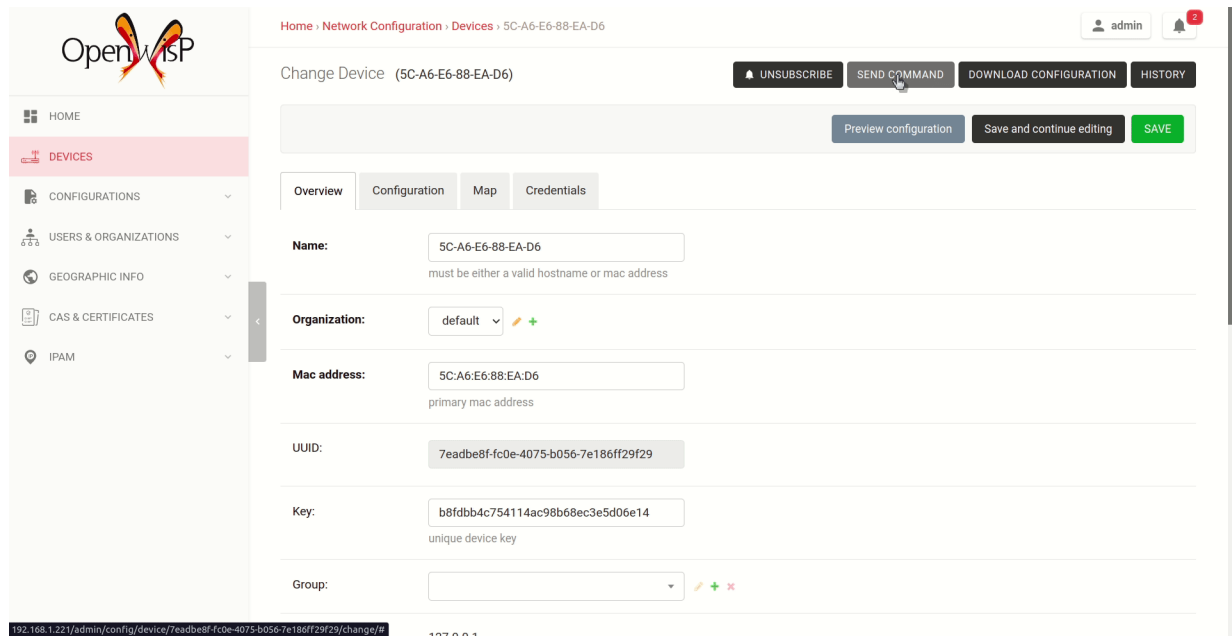 OpenWISP
Home › Network Configuration › Devices › 5C-A6-E6-88-EA-D6
admin
2
Change Device (5C-A6-E6-88-EA-D6)
UNSUBSCRIBE
SEND COMMAND
DOWNLOAD CONFIGURATION
HISTORY
HOME
DEVICES
CONFIGURATIONS
USERS & ORGANIZATIONS
GEOGRAPHIC INFO
CAS & CERTIFICATES
IPAM
Preview configuration
Save and continue editing
SAVE
Overview
Configuration
Map
Credentials
Name:
5C-A6-E6-88-EA-D6
must be either a valid hostname or mac address
Organization:
default
Mac address:
5C:A6:E6:88:EA:D6
primary mac address
UUID:
7eadbe8f-fc0e-4075-b056-7e186ff29f29
Key:
b8fdbb4c754114ac98b68ec3e5d06e14
unique device key
Group:
192.168.1.221/admin/config/device/7eadbe8f-fc0e-4075-b056-7e186ff29f29/change/#
127.0.0.1